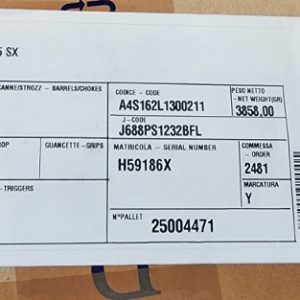 5 SX
CANNE/STROZZ - BARRELS/CHOKES
CODICE - CODE
A4S162L1300211
PESO NETTO
- NET WEIGHT(GR)
3858,00
J-CODE
J688PS1232BFL
GUANCETTE - GRIPS
MATRICOLA - SERIAL NUMBER
H59186X
COMMESSA
- ORDER
2481
- TRIGGERS
MARCATURA
Y
N°PALLET
25004471